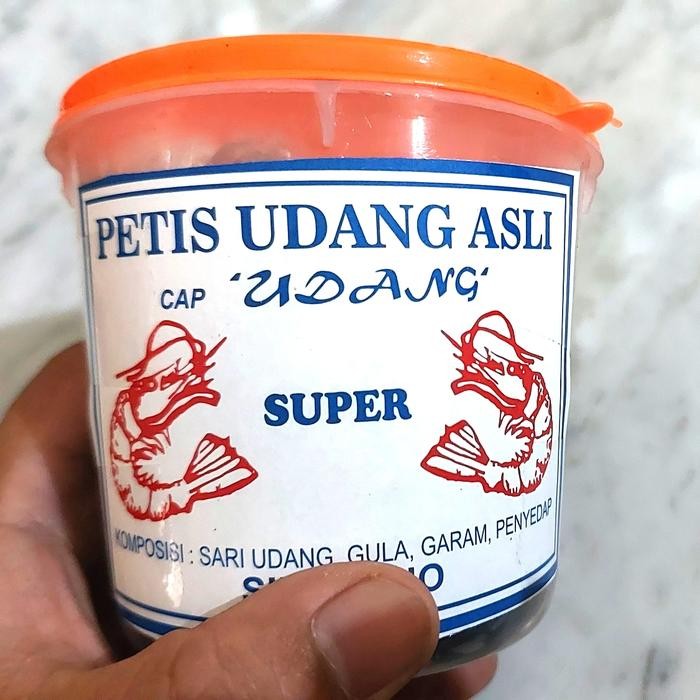 PETIS UDANG ASLI
CAP 'UDANG'
SUPER
KOMPOSISI : SARI UDANG, GULA, GARAM, PENYEDAP